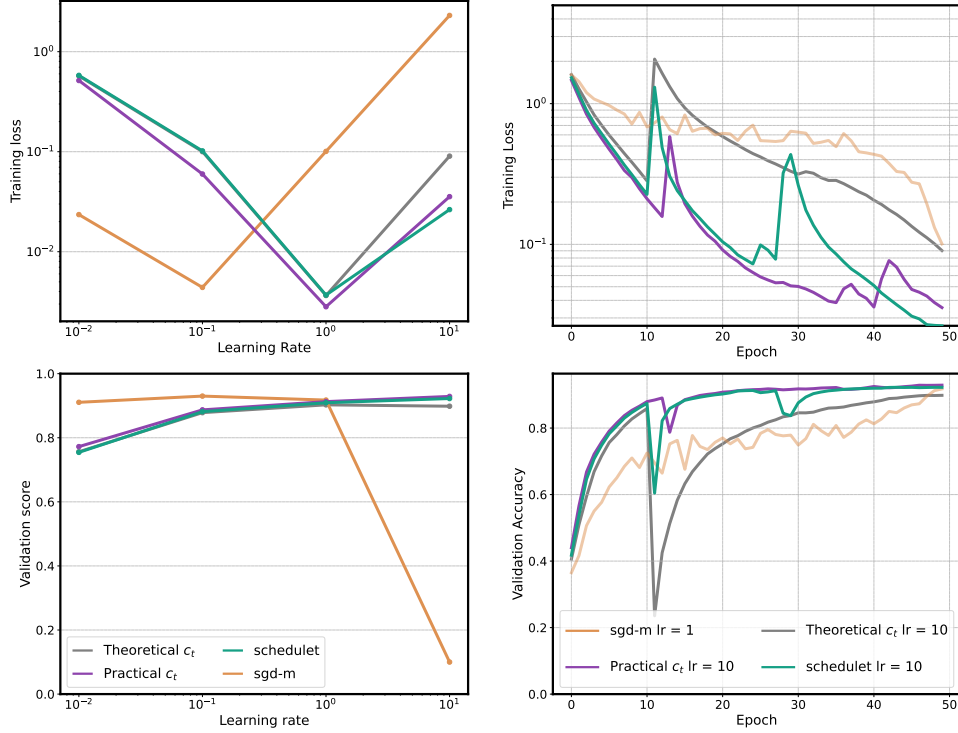 Training loss
10⁰
10⁻¹
10⁻²
10⁻² 10⁻¹ 10⁰ 10¹
Learning Rate
Training Loss
10⁰
10⁻¹
0 10 20 30 40 50
Epoch
Validation score
1.0
0.8
0.6
0.4
0.2
0.0
Theoretical cₜ
Practical cₜ
schedulet
sgd-m
10⁻² 10⁻¹ 10⁰ 10¹
Learning rate
Validation Accuracy
0.8
0.6
0.4
0.2
0.0
sgd-m lr = 1
Practical cₜ lr = 10
Theoretical cₜ lr = 10
schedulet lr = 10
0 10 20 30 40 50
Epoch